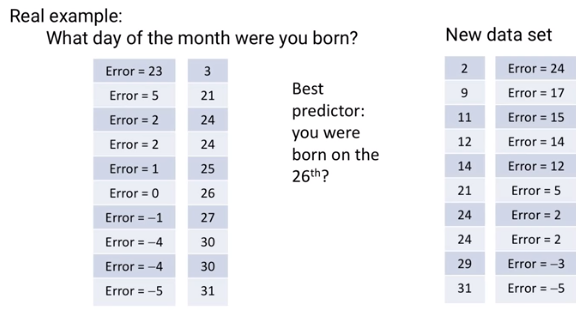 Real example:
What day of the month were you born?
Error = 23 3
Error = 5 21
Error = 2 24
Error = 2 24
Error = 1 25
Error = 0 26
Error = –1 27
Error = –4 30
Error = –4 30
Error = –5 31
Best
predictor:
you were
born on the
26th?
New data set
2 Error = 24
9 Error = 17
11 Error = 15
12 Error = 14
14 Error = 12
21 Error = 5
24 Error = 2
24 Error = 2
29 Error = –3
31 Error = –5